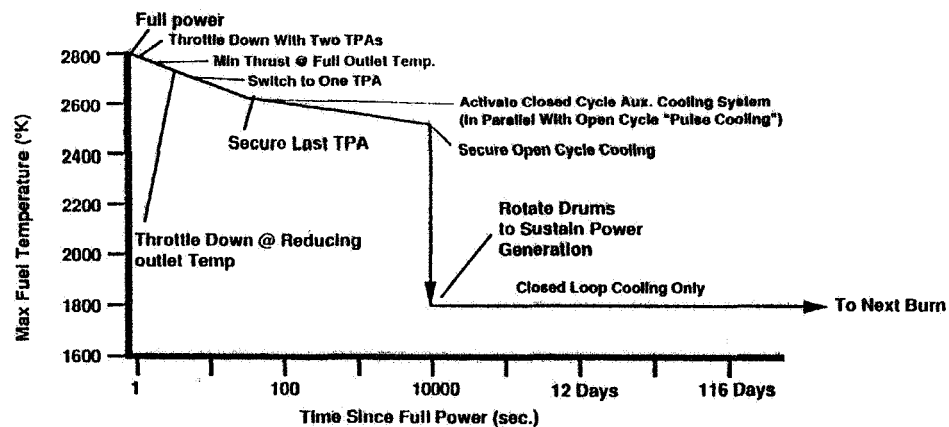 Full power
Throttle Down With Two TPAs
Min Thrust @ Full Outlet Temp.
Switch to One TPA
Activate Closed Cycle Aux. Cooling System
(In Parallel With Open Cycle "Pulse Cooling")
Secure Last TPA
Secure Open Cycle Cooling
Throttle Down @ Reducing
outlet Temp
Rotate Drums
to Sustain Power
Generation
Closed Loop Cooling Only
To Next Burn
Max Fuel Temperature (°K)
2800
2600
2400
2200
2000
1800
1600
1
100
10000
12 Days
116 Days
Time Since Full Power (sec.)